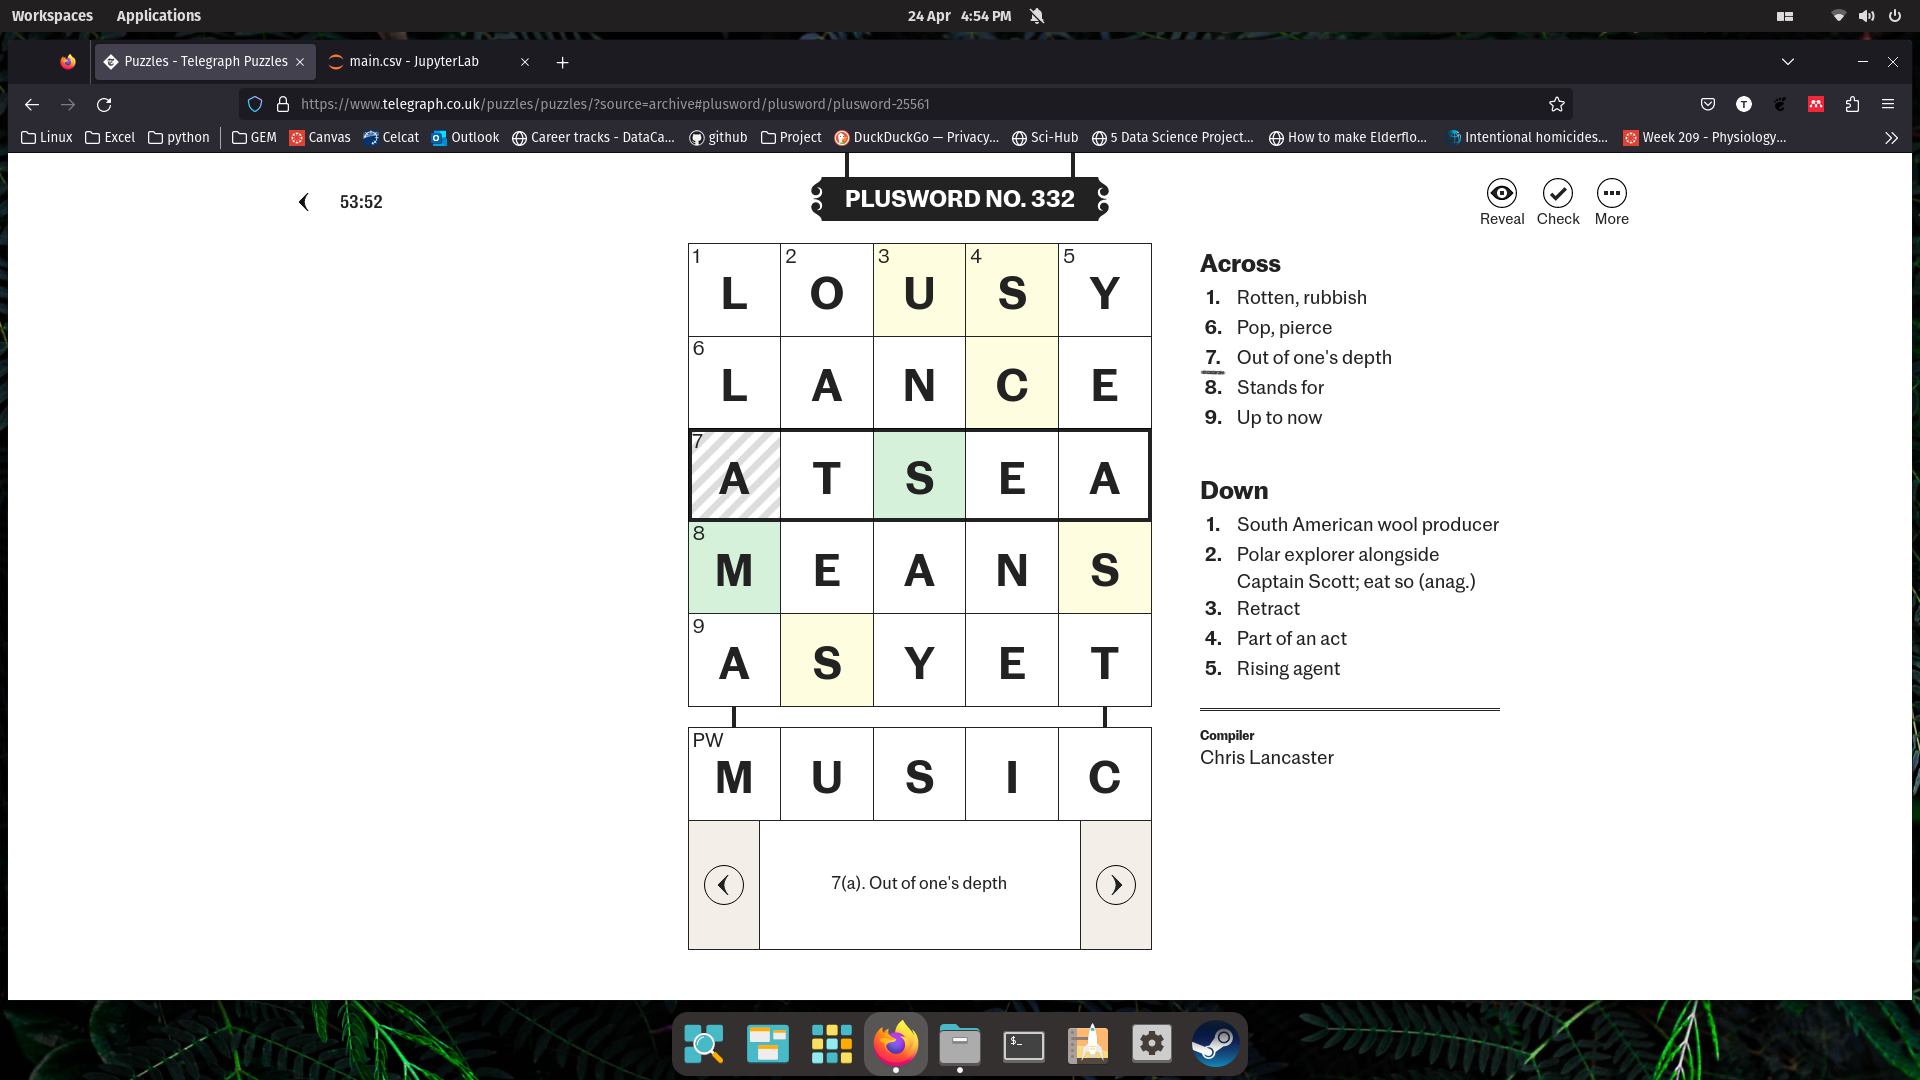 Workspaces Applications 24 Apr 4:54 PM
Puzzles - Telegraph Puzzles main.csv - JupyterLab
https://www.telegraph.co.uk/puzzles/puzzles/?source=archive#plusword/plusword/plusword-25561
Linux Excel python GEM Canvas Celcat Outlook Career tracks - DataCa... github Project DuckDuckGo — Privacy,... Sci-Hub 5 Data Science Project... How to make Elderflo... Intentional homicides... Week 209 - Physiology...
53:52 PLUSWORD NO. 332 Reveal Check More
1 L 2 O 3 U 4 S 5 Y
6 L A N C E
7 A T S E A
8 M E A N S
9 A S Y E T
PW M U S I C
7(a). Out of one's depth
Across
1. Rotten, rubbish
6. Pop, pierce
7. Out of one's depth
8. Stands for
9. Up to now
Down
1. South American wool producer
2. Polar explorer alongside
Captain Scott; eat so (anag.)
3. Retract
4. Part of an act
5. Rising agent
Compiler
Chris Lancaster
$_